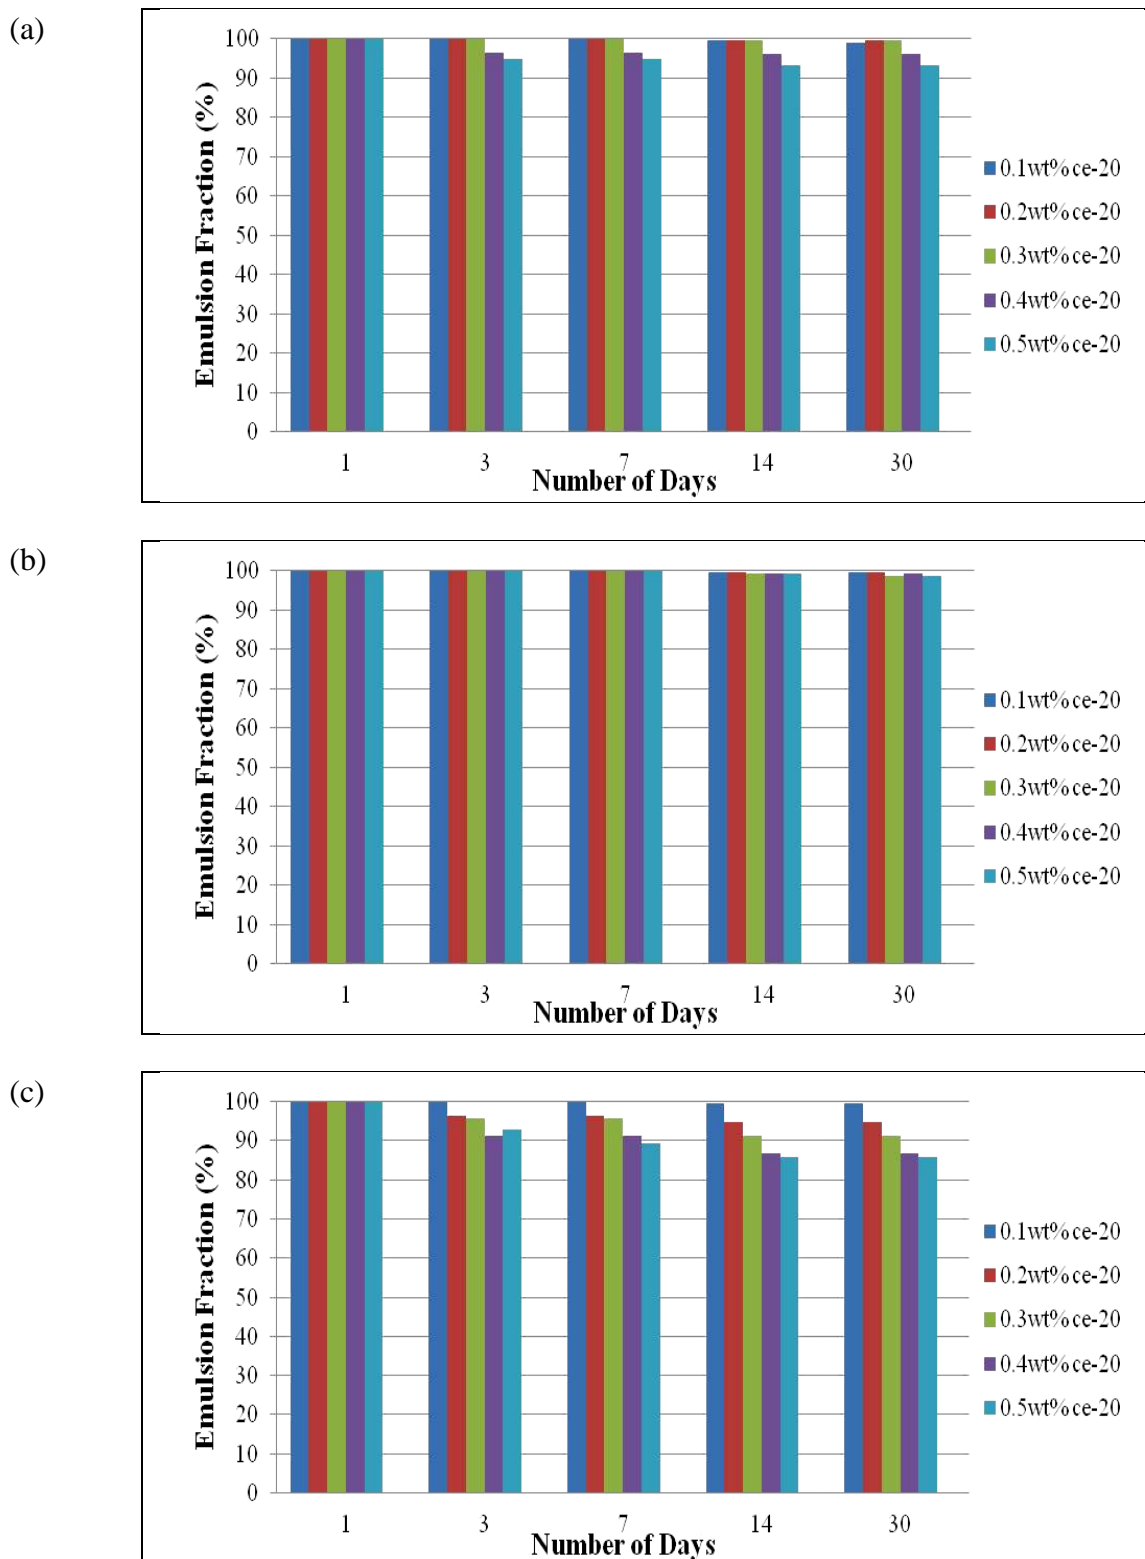 (a)
100
90
80
70
60
50
40
30
20
10
0
Emulsion Fraction (%)
1 3 7 14 30
Number of Days
0.1wt%ce-20
0.2wt%ce-20
0.3wt%ce-20
0.4wt%ce-20
0.5wt%ce-20
(b)
100
90
80
70
60
50
40
30
20
10
0
Emulsion Fraction (%)
1 3 7 14 30
Number of Days
0.1wt%ce-20
0.2wt%ce-20
0.3wt%ce-20
0.4wt%ce-20
0.5wt%ce-20
(c)
100
90
80
70
60
50
40
30
20
10
0
Emulsion Fraction (%)
1 3 7 14 30
Number of Days
0.1wt%ce-20
0.2wt%ce-20
0.3wt%ce-20
0.4wt%ce-20
0.5wt%ce-20